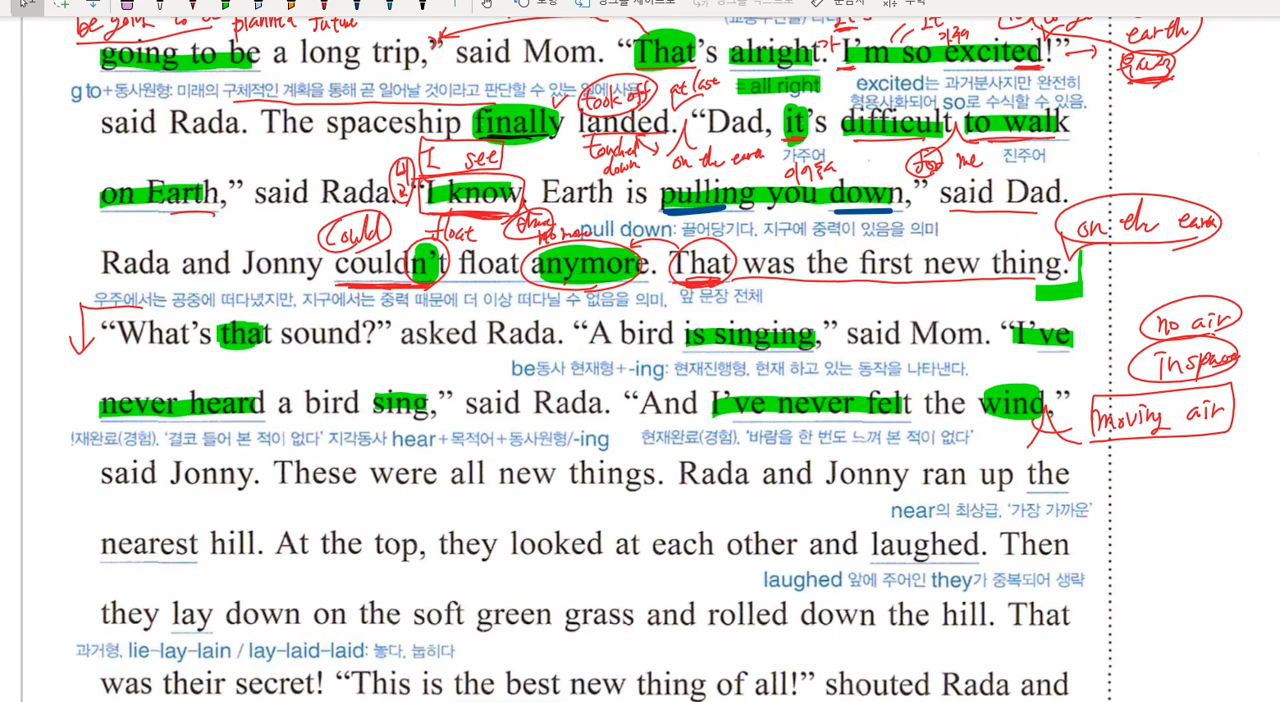 be going to planned future
earth
going to be a long trip,” said Mom. “That’s alright. I’m so excited!”
g to+동사원형: 미래의 구체적인 계획을 통해 곧 일어날 것이라고 판단할 수 있는 일에 사용
= all right
excited는 과거분사지만 완전히
형용사화되어 so로 수식할 수 있음.
took off
at last
said Rada. The spaceship finally landed. “Dad, it’s difficult to walk
touched down
on the earth
가주어
for me
진주어
I see
on Earth,” said Rada. “I know. Earth is pulling you down,” said Dad.
pull down: 끌어당기다, 지구에 중력이 있음을 의미
could
float
on the earth
Rada and Jonny couldn’t float anymore. That was the first new thing.
우주에서는 공중에 떠다녔지만, 지구에서는 중력 때문에 더 이상 떠다닐 수 없음을 의미,
앞 문장 전체
no air
“What’s that sound?” asked Rada. “A bird is singing,” said Mom. “I’ve
in space
be동사 현재형+-ing: 현재진행형, 현재 하고 있는 동작을 나타낸다.
never heard a bird sing,” said Rada. “And I’ve never felt the wind,”
moving air
현재완료(경험), ‘결코 들어 본 적이 없다’ 지각동사 hear+목적어+동사원형/-ing
현재완료(경험), ‘바람을 한 번도 느껴 본 적이 없다’
said Jonny. These were all new things. Rada and Jonny ran up the
near의 최상급, ‘가장 가까운’
nearest hill. At the top, they looked at each other and laughed. Then
laughed 앞에 주어인 they가 중복되어 생략
they lay down on the soft green grass and rolled down the hill. That
과거형, lie-lay-lain / lay-laid-laid: 놓다, 눕히다
was their secret! “This is the best new thing of all!” shouted Rada and